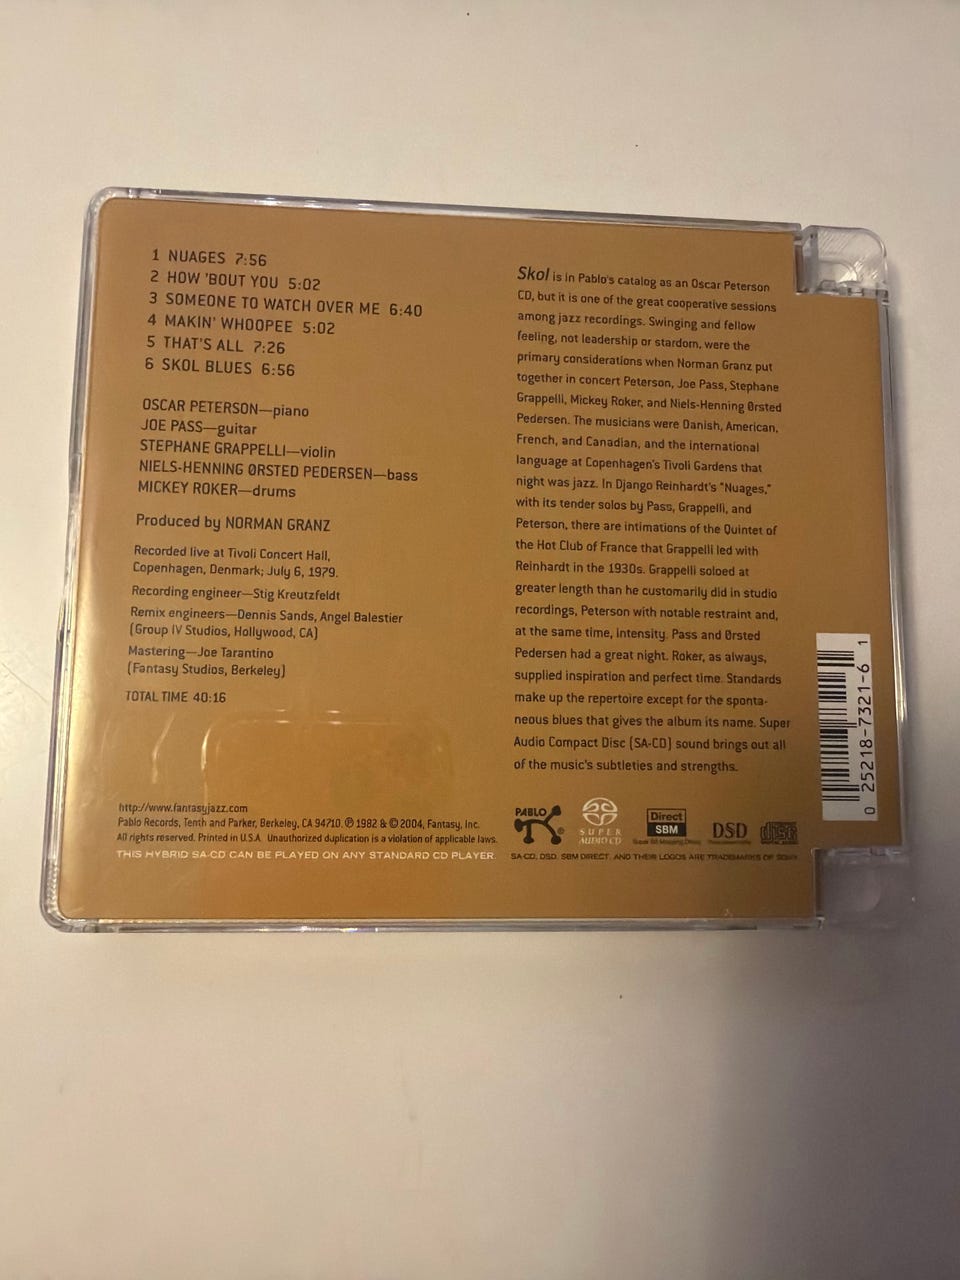 1 NUAGES 7:56
2 HOW 'BOUT YOU 5:02
3 SOMEONE TO WATCH OVER ME 6:40
4 MAKIN' WHOOPEE 5:02
5 THAT'S ALL 7:26
6 SKOL BLUES 6:56
OSCAR PETERSON—piano
JOE PASS—guitar
STEPHANE GRAPPELLI—violin
NIELS-HENNING ØRSTED PEDERSEN—bass
MICKEY ROKER—drums
Produced by NORMAN GRANZ
Recorded live at Tivoli Concert Hall,
Copenhagen, Denmark; July 6, 1979.
Recording engineer—Stig Kreutzfeldt
Remix engineers—Dennis Sands, Angel Balestier
(Group IV Studios, Hollywood, CA)
Mastering—Joe Tarantino
(Fantasy Studios, Berkeley)
TOTAL TIME 40:16
Skol is in Pablo's catalog as an Oscar Peterson
CD, but it is one of the great cooperative sessions
among jazz recordings. Swinging and fellow
feeling, not leadership or stardom, were the
primary considerations when Norman Granz put
together in concert Peterson, Joe Pass, Stephane
Grappelli, Mickey Roker, and Niels-Henning Ørsted
Pedersen. The musicians were Danish, American,
French, and Canadian, and the international
language at Copenhagen's Tivoli Gardens that
night was jazz. In Django Reinhardt's "Nuages,"
with its tender solos by Pass, Grappelli, and
Peterson, there are intimations of the Quintet of
the Hot Club of France that Grappelli led with
Reinhardt in the 1930s. Grappelli soloed at
greater length than he customarily did in studio
recordings, Peterson with notable restraint and,
at the same time, intensity. Pass and Ørsted
Pedersen had a great night. Roker, as always,
supplied inspiration and perfect time. Standards
make up the repertoire except for the sponta-
neous blues that gives the album its name. Super
Audio Compact Disc (SA-CD) sound brings out all
of the music's subtleties and strengths.
http://www.fantasyjazz.com
Pablo Records, Tenth and Parker, Berkeley, CA 94710. ℗ 1982 & © 2004, Fantasy, Inc.
All rights reserved. Printed in U.S.A. Unauthorized duplication is a violation of applicable laws.
THIS HYBRID SA-CD CAN BE PLAYED ON ANY STANDARD CD PLAYER.
PABLO ®
SUPER
AUDIO CD
Direct
SBM
Super Bit Mapping Direct
DSD
disc
DIGITAL AUDIO
SA-CD, DSD, SBM DIRECT, AND THEIR LOGOS ARE TRADEMARKS OF SONY.
0 25218-7321-6 1